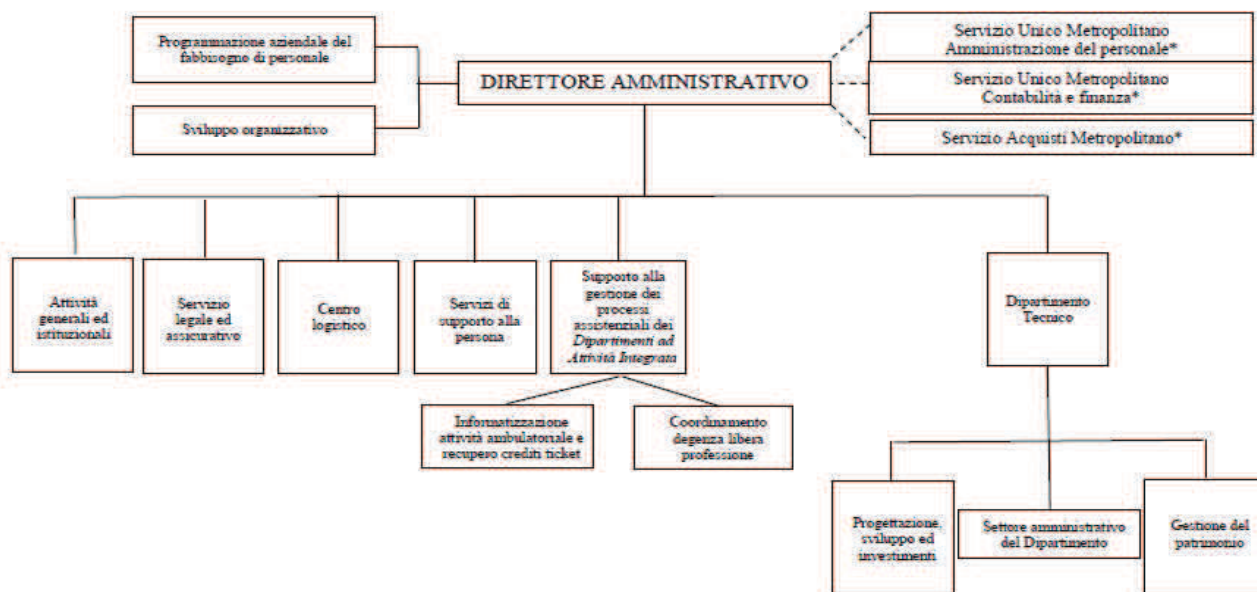 Programmazione aziendale del
fabbisogno di personale
Sviluppo organizzativo
DIRETTORE AMMINISTRATIVO
Servizio Unico Metropolitano
Amministrazione del personale*
Servizio Unico Metropolitano
Contabilità e finanza*
Servizio Acquisti Metropolitano*
Attività
generali ed
istituzionali
Servizio
legale ed
assicurativo
Centro
logistico
Servizi di
supporto alla
persona
Supporto alla
gestione dei
processi
assistenziali dei
Dipartimenti ad
Attività Integrata
Dipartimento
Tecnico
Informatizzazione
attività ambulatoriale e
recupero crediti ticket
Coordinamento
degenza libera
professione
Progettazione,
sviluppo ed
investimenti
Settore amministrativo
del Dipartimento
Gestione del
patrimonio